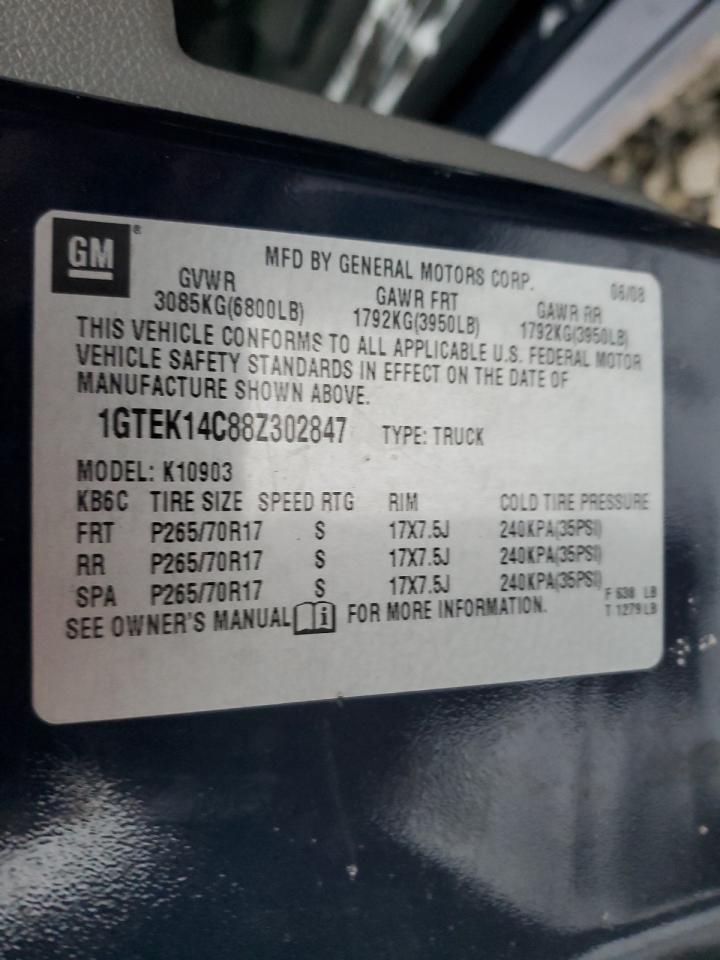 GM®
MFD BY GENERAL MOTORS CORP. 06/08
GVWR GAWR FRT GAWR RR
3085KG(6800LB) 1792KG(3950LB) 1792KG(3950LB)
THIS VEHICLE CONFORMS TO ALL APPLICABLE U.S. FEDERAL MOTOR
VEHICLE SAFETY STANDARDS IN EFFECT ON THE DATE OF
MANUFACTURE SHOWN ABOVE.
1GTEK14C88Z302847 TYPE: TRUCK
MODEL: K10903
KB6C TIRE SIZE SPEED RTG RIM COLD TIRE PRESSURE
FRT P265/70R17 S 17X7.5J 240KPA(35PSI)
RR P265/70R17 S 17X7.5J 240KPA(35PSI)
SPA P265/70R17 S 17X7.5J 240KPA(35PSI)
F 638 LB
T 1279 LB
SEE OWNER'S MANUAL i FOR MORE INFORMATION.